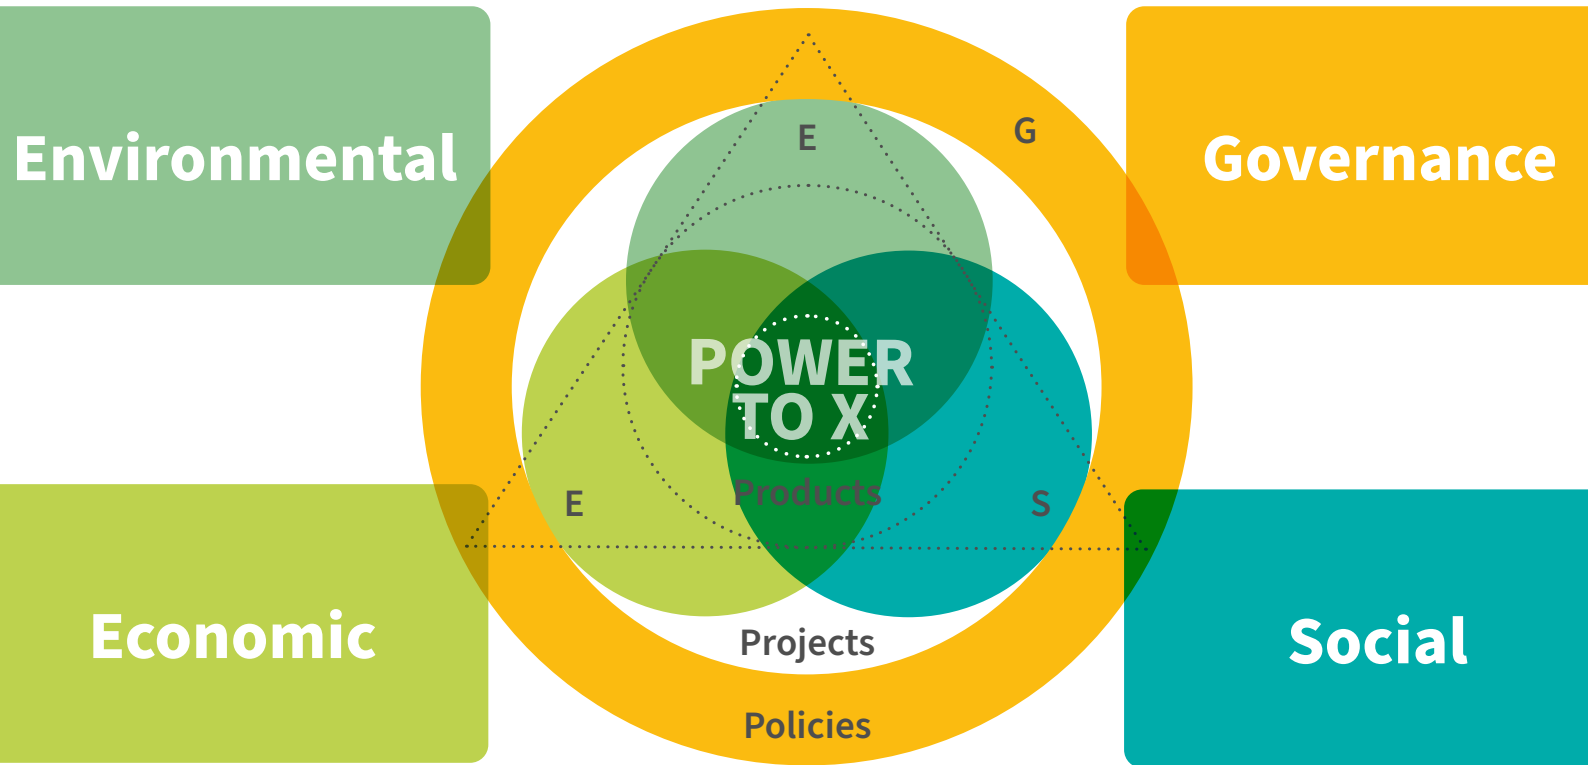 Environmental
Governance
E
G
POWER
TO X
Products
E
S
Economic
Social
Projects
Policies